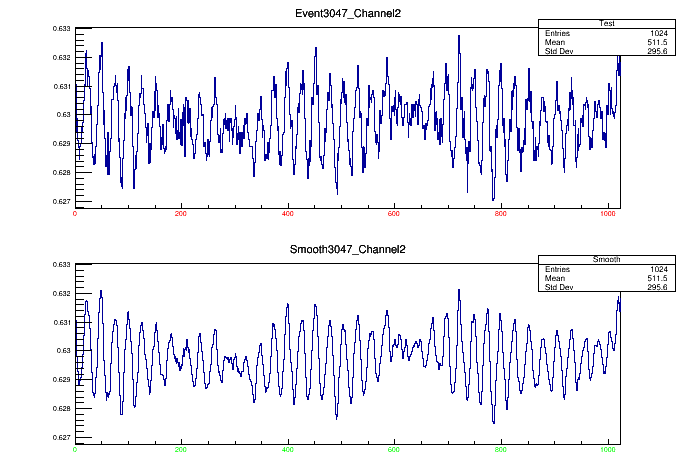 Event3047_Channel2
Test
Entries 1024
Mean 511.5
Std Dev 295.6
0.633
0.632
0.631
0.63
0.629
0.628
0.627
0 200 400 600 800 1000
Smooth3047_Channel2
Smooth
Entries 1024
Mean 511.5
Std Dev 295.6
0.633
0.632
0.631
0.63
0.629
0.628
0.627
0 200 400 600 800 1000